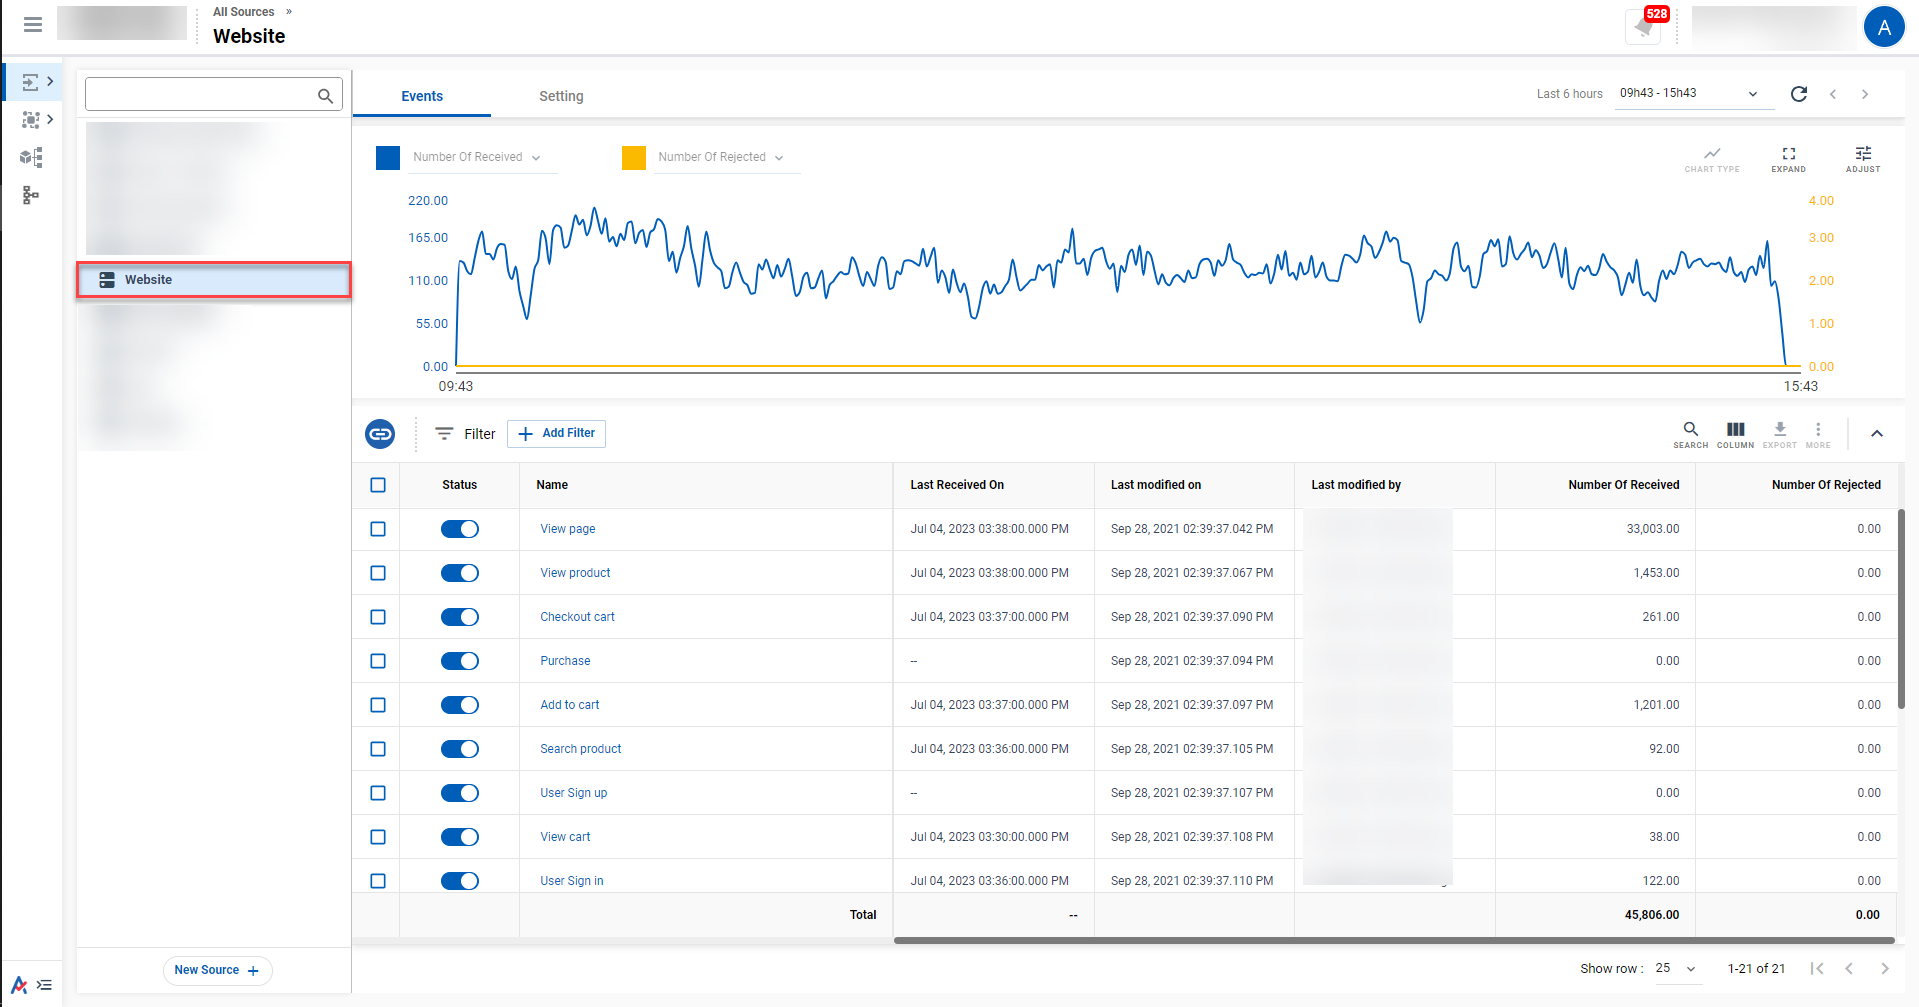 All Sources »
Website
528
A
Events
Setting
Last 6 hours
09h43 - 15h43
Number Of Received
Number Of Rejected
CHART TYPE
EXPAND
ADJUST
220.00
165.00
110.00
55.00
0.00
4.00
3.00
2.00
1.00
0.00
09:43
15:43
Website
Filter
Add Filter
SEARCH
COLUMN
EXPORT
MORE
Status Name Last Received On Last modified on Last modified by Number Of Received Number Of Rejected
View page Jul 04, 2023 03:38:00.000 PM Sep 28, 2021 02:39:37.042 PM 33,003.00 0.00
View product Jul 04, 2023 03:38:00.000 PM Sep 28, 2021 02:39:37.067 PM 1,453.00 0.00
Checkout cart Jul 04, 2023 03:37:00.000 PM Sep 28, 2021 02:39:37.090 PM 261.00 0.00
Purchase -- Sep 28, 2021 02:39:37.094 PM 0.00 0.00
Add to cart Jul 04, 2023 03:37:00.000 PM Sep 28, 2021 02:39:37.097 PM 1,201.00 0.00
Search product Jul 04, 2023 03:36:00.000 PM Sep 28, 2021 02:39:37.105 PM 92.00 0.00
User Sign up -- Sep 28, 2021 02:39:37.107 PM 0.00 0.00
View cart Jul 04, 2023 03:30:00.000 PM Sep 28, 2021 02:39:37.108 PM 38.00 0.00
User Sign in Jul 04, 2023 03:36:00.000 PM Sep 28, 2021 02:39:37.110 PM 122.00 0.00
Total -- 45,806.00 0.00
New Source +
Show row : 25
1-21 of 21